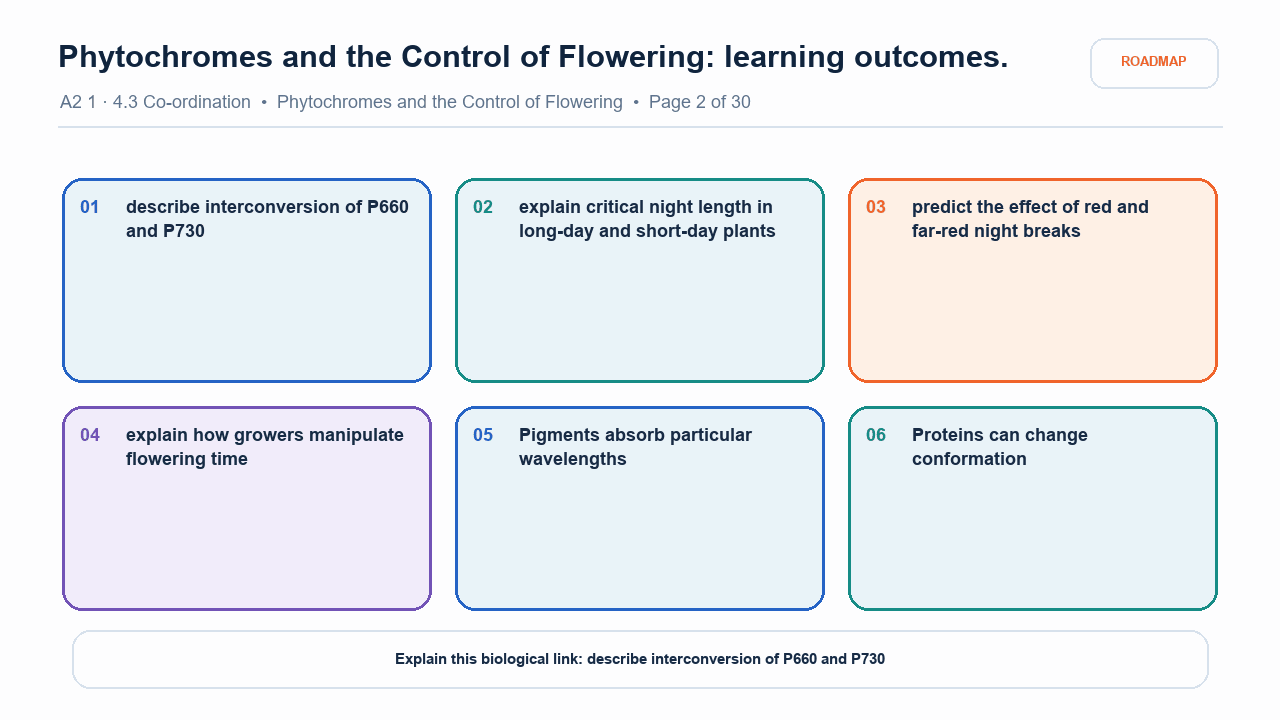 Phytochromes and the Control of Flowering: learning outcomes.
ROADMAP
A2 1 · 4.3 Co-ordination • Phytochromes and the Control of Flowering • Page 2 of 30
01 describe interconversion of P660
and P730
02 explain critical night length in
long-day and short-day plants
03 predict the effect of red and
far-red night breaks
04 explain how growers manipulate
flowering time
05 Pigments absorb particular
wavelengths
06 Proteins can change
conformation
Explain this biological link: describe interconversion of P660 and P730